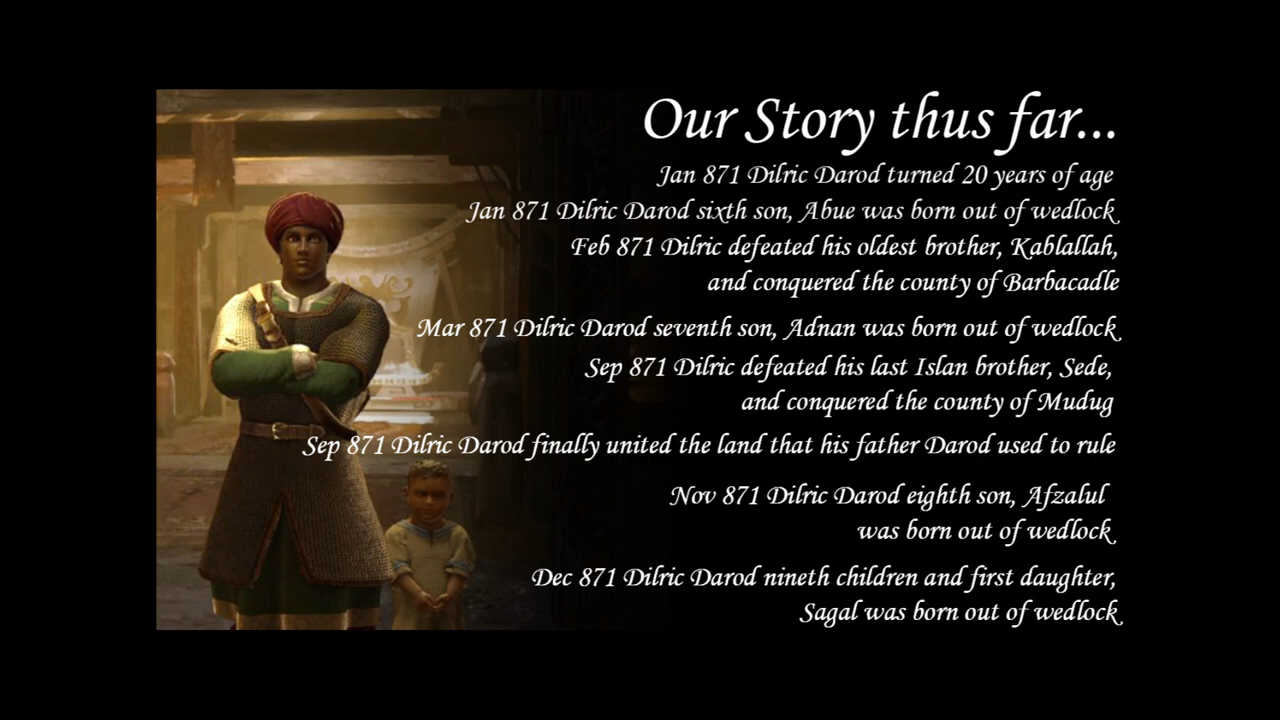 Our Story thus far...
Jan 871 Dilric Darod turned 20 years of age
Jan 871 Dilric Darod sixth son, Abue was born out of wedlock
Feb 871 Dilric defeated his oldest brother, Kablallah,
and conquered the county of Barbacadle
Mar 871 Dilric Darod seventh son, Adnan was born out of wedlock
Sep 871 Dilric defeated his last Islan brother, Sede,
and conquered the county of Mudug
Sep 871 Dilric Darod finally united the land that his father Darod used to rule
Nov 871 Dilric Darod eighth son, Afzalul
was born out of wedlock
Dec 871 Dilric Darod nineth children and first daughter,
Sagal was born out of wedlock